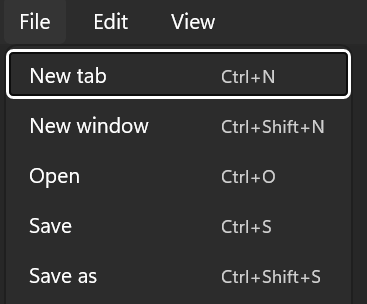 File Edit View
New tab Ctrl+N
New window Ctrl+Shift+N
Open Ctrl+O
Save Ctrl+S
Save as Ctrl+Shift+S